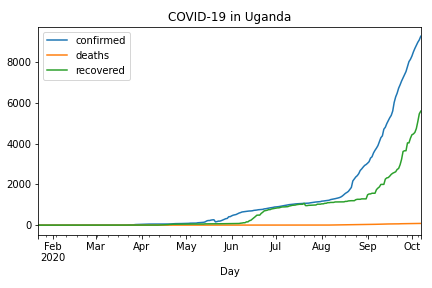 COVID-19 in Uganda
confirmed
deaths
recovered
8000
6000
4000
2000
0
Feb Mar Apr May Jun Jul Aug Sep Oct
2020
Day